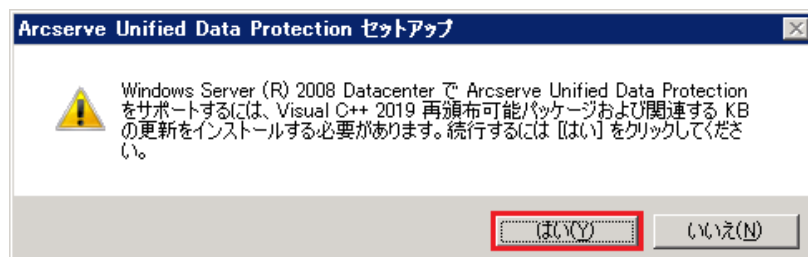 Arcserve Unified Data Protection セットアップ
Windows Server (R) 2008 Datacenter で Arcserve Unified Data Protection
をサポートするには、Visual C++ 2019 再頒布可能パッケージおよび関連する KB
の更新をインストールする必要があります。続行するには [はい] をクリックしてくださ
い。
はい(Y)
いいえ(N)